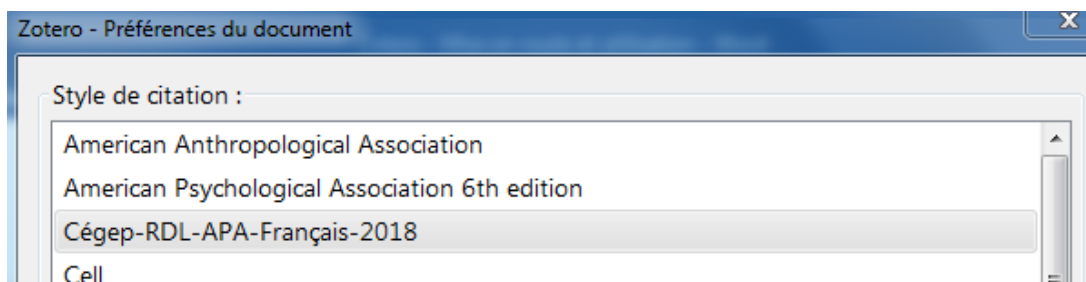 Zotero - Préférences du document
Style de citation :
American Anthropological Association
American Psychological Association 6th edition
Cégep-RDL-APA-Français-2018
Cell